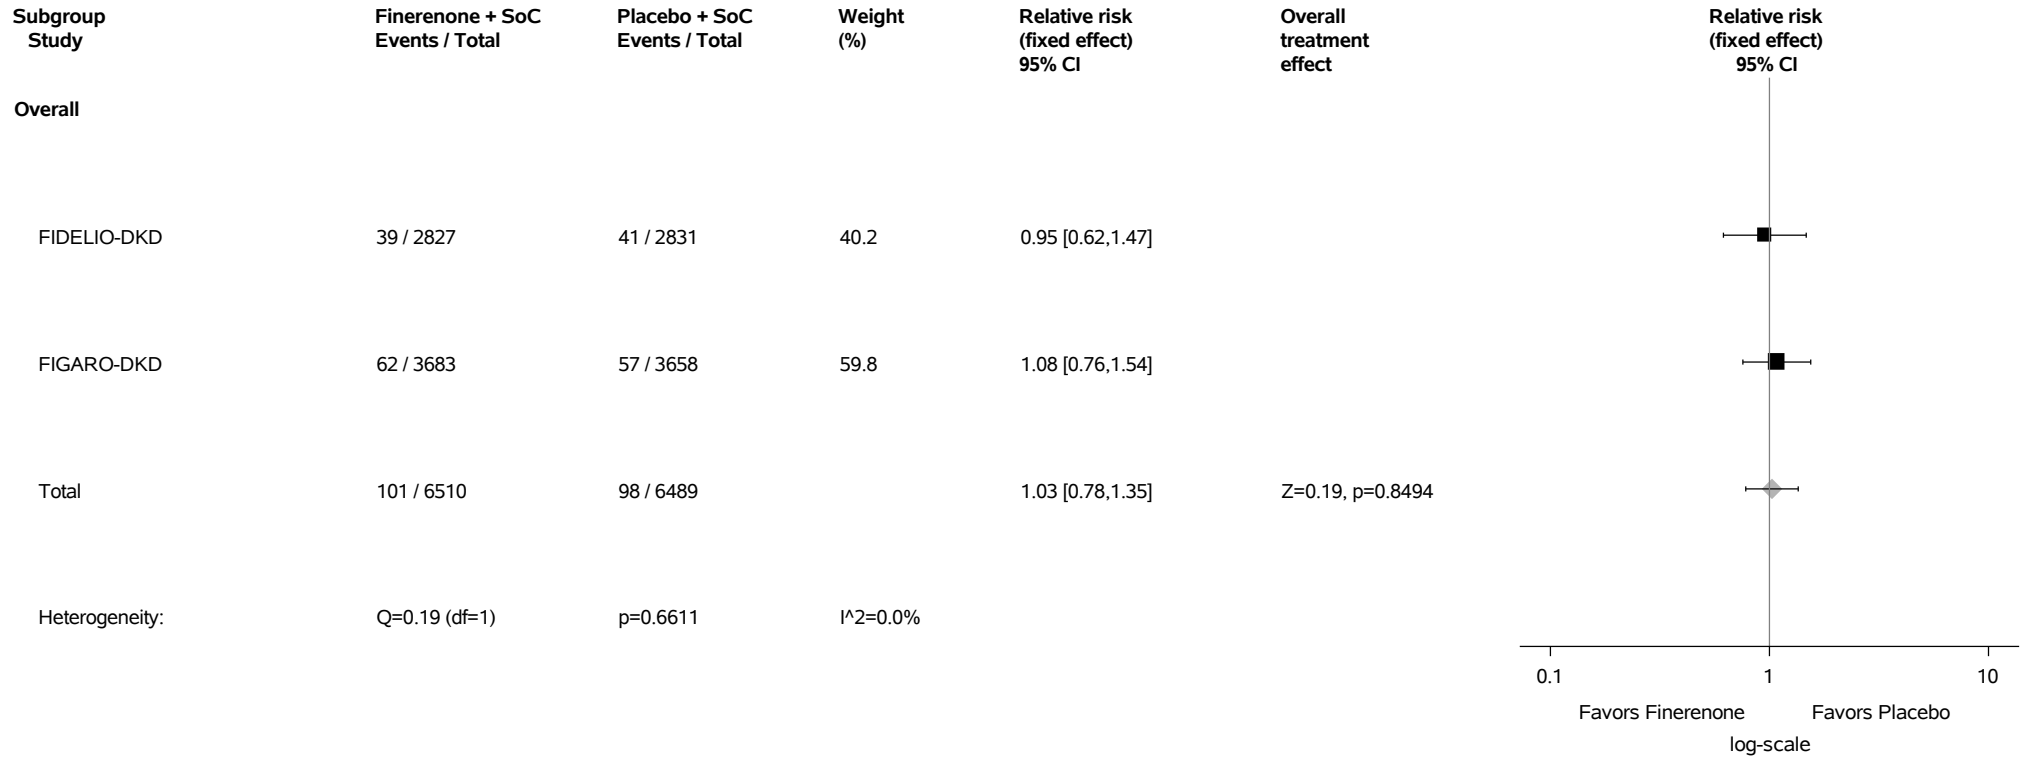 Subgroup Finerenone + SoC Placebo + SoC Weight Relative risk Overall Relative risk
Study Events / Total Events / Total (%) (fixed effect) treatment (fixed effect)
95% CI effect 95% CI
Overall
FIDELIO-DKD 39 / 2827 41 / 2831 40.2 0.95 [0.62,1.47]
FIGARO-DKD 62 / 3683 57 / 3658 59.8 1.08 [0.76,1.54]
Total 101 / 6510 98 / 6489 1.03 [0.78,1.35] Z=0.19, p=0.8494
Heterogeneity: Q=0.19 (df=1) p=0.6611 I^2=0.0%
0.1 1 10
Favors Finerenone Favors Placebo
log-scale